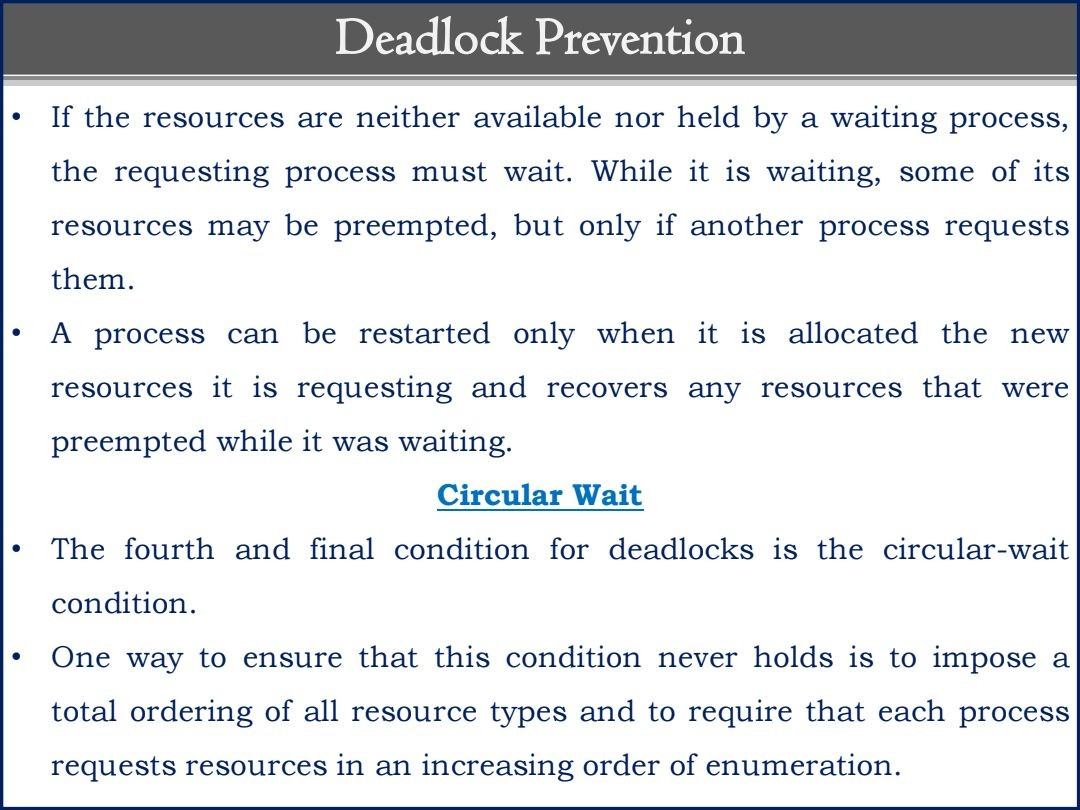 Deadlock Prevention
• If the resources are neither available nor held by a waiting process,
the requesting process must wait. While it is waiting, some of its
resources may be preempted, but only if another process requests
them.
• A process can be restarted only when it is allocated the new
resources it is requesting and recovers any resources that were
preempted while it was waiting.
Circular Wait
• The fourth and final condition for deadlocks is the circular-wait
condition.
• One way to ensure that this condition never holds is to impose a
total ordering of all resource types and to require that each process
requests resources in an increasing order of enumeration.